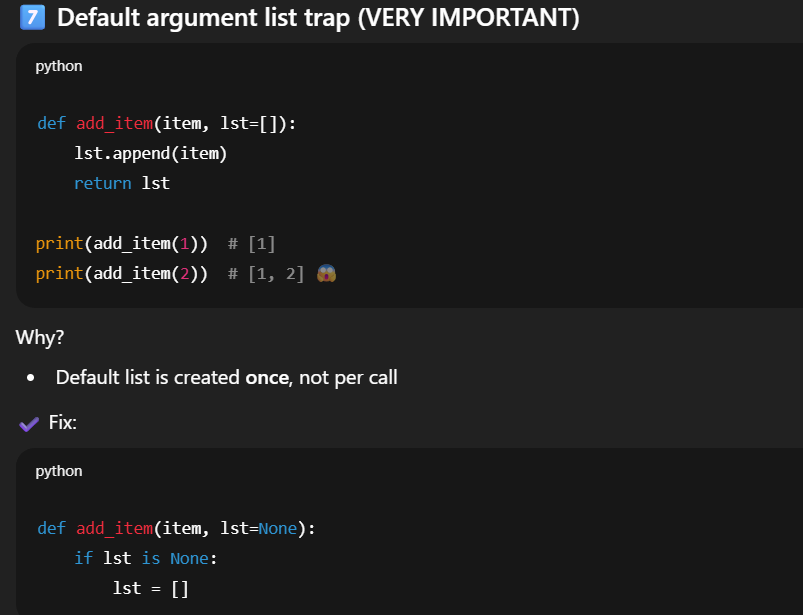 7️⃣ Default argument list trap (VERY IMPORTANT)
python
def add_item(item, lst=[]):
    lst.append(item)
    return lst
print(add_item(1))  # [1]
print(add_item(2))  # [1, 2] 😱
Why?
• Default list is created once, not per call
✔ Fix:
python
def add_item(item, lst=None):
    if lst is None:
        lst = []